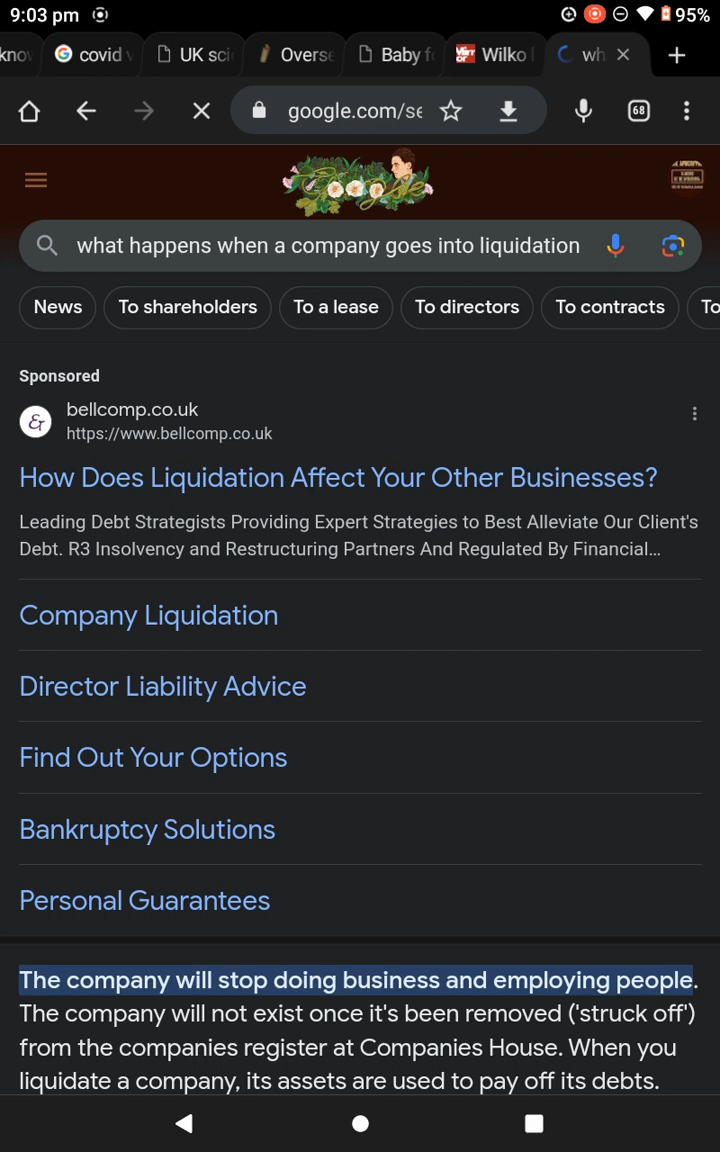 9:03 pm 95%
covid UK sci Overse Baby f Wilko wh
google.com/se 68
what happens when a company goes into liquidation
News To shareholders To a lease To directors To contracts To
Sponsored
bellcomp.co.uk
https://www.bellcomp.co.uk
How Does Liquidation Affect Your Other Businesses?
Leading Debt Strategists Providing Expert Strategies to Best Alleviate Our Client's
Debt. R3 Insolvency and Restructuring Partners And Regulated By Financial...
Company Liquidation
Director Liability Advice
Find Out Your Options
Bankruptcy Solutions
Personal Guarantees
The company will stop doing business and employing people.
The company will not exist once it's been removed ('struck off')
from the companies register at Companies House. When you
liquidate a company, its assets are used to pay off its debts.